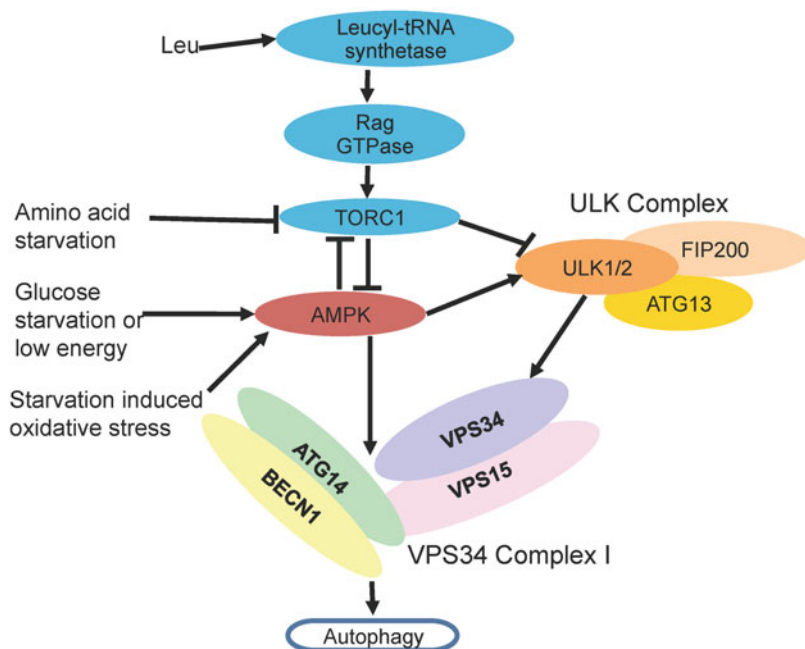 Leu
Leucyl-tRNA
synthetase
Rag
GTPase
Amino acid
starvation
TORC1
ULK Complex
FIP200
ULK1/2
ATG13
Glucose
starvation or
low energy
AMPK
Starvation induced
oxidative stress
ATG14
BECN1
VPS34
VPS15
VPS34 Complex I
Autophagy